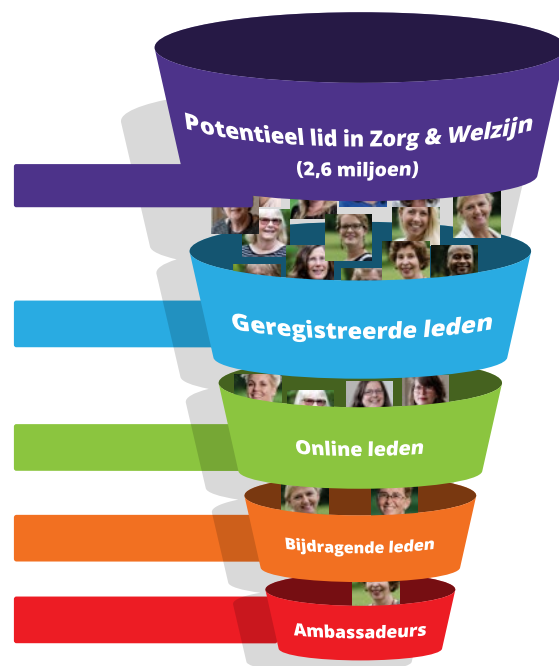 Potentieel lid in Zorg & Welzijn
(2,6 miljoen)
Geregistreerde leden
Online leden
Bijdragende leden
Ambassadeurs